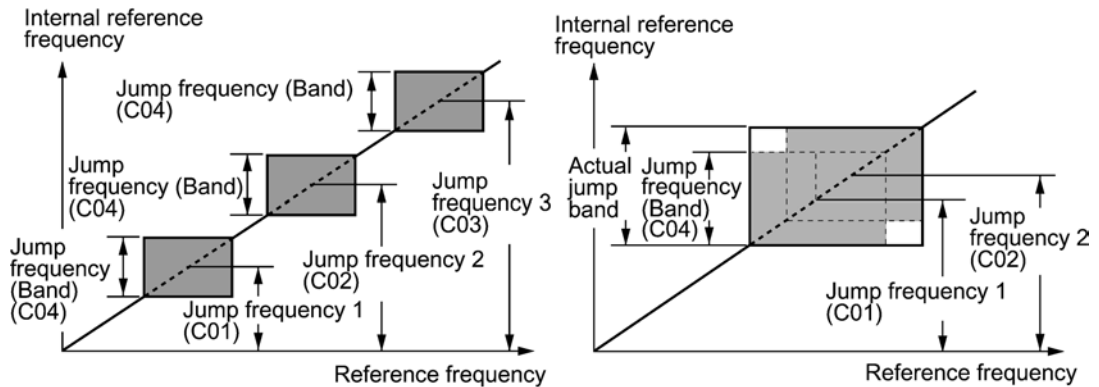 Internal reference
frequency
Jump frequency (Band)
(C04)
Jump
frequency (Band)
(C04)
Jump
frequency
(Band)
(C04)
Jump
frequency 3
(C03)
Jump frequency 2
(C02)
Jump frequency 1
(C01)
Reference frequency
Internal reference
frequency
Actual
jump
band
Jump
frequency
(Band)
(C04)
Jump
frequency 2
(C02)
Jump frequency 1
(C01)
Reference frequency